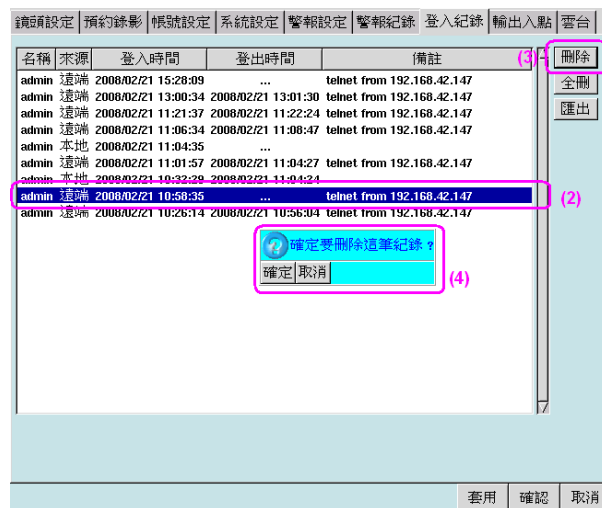 鏡頭設定 預約錄影 帳號設定 系統設定 警報設定 警報紀錄 登入紀錄 輸出入點 雲台
名稱 來源 登入時間 登出時間 備註 (3) 刪除
admin 遠端 2008/02/21 15:28:09 ... telnet from 192.168.42.147
全刪
admin 遠端 2008/02/21 13:00:34 2008/02/21 13:01:30 telnet from 192.168.42.147
admin 遠端 2008/02/21 11:21:37 2008/02/21 11:22:24 telnet from 192.168.42.147
匯出
admin 遠端 2008/02/21 11:06:34 2008/02/21 11:08:47 telnet from 192.168.42.147
admin 本地 2008/02/21 11:04:35 ...
admin 遠端 2008/02/21 11:01:57 2008/02/21 11:04:27 telnet from 192.168.42.147
admin 本地 2008/02/21 10:32:29 2008/02/21 11:04:24
admin 遠端 2008/02/21 10:58:35 ... telnet from 192.168.42.147 (2)
admin 遠端 2008/02/21 10:26:14 2008/02/21 10:56:04 telnet from 192.168.42.147
確定要刪除這筆紀錄?
確定 取消 (4)
套用 確認 取消